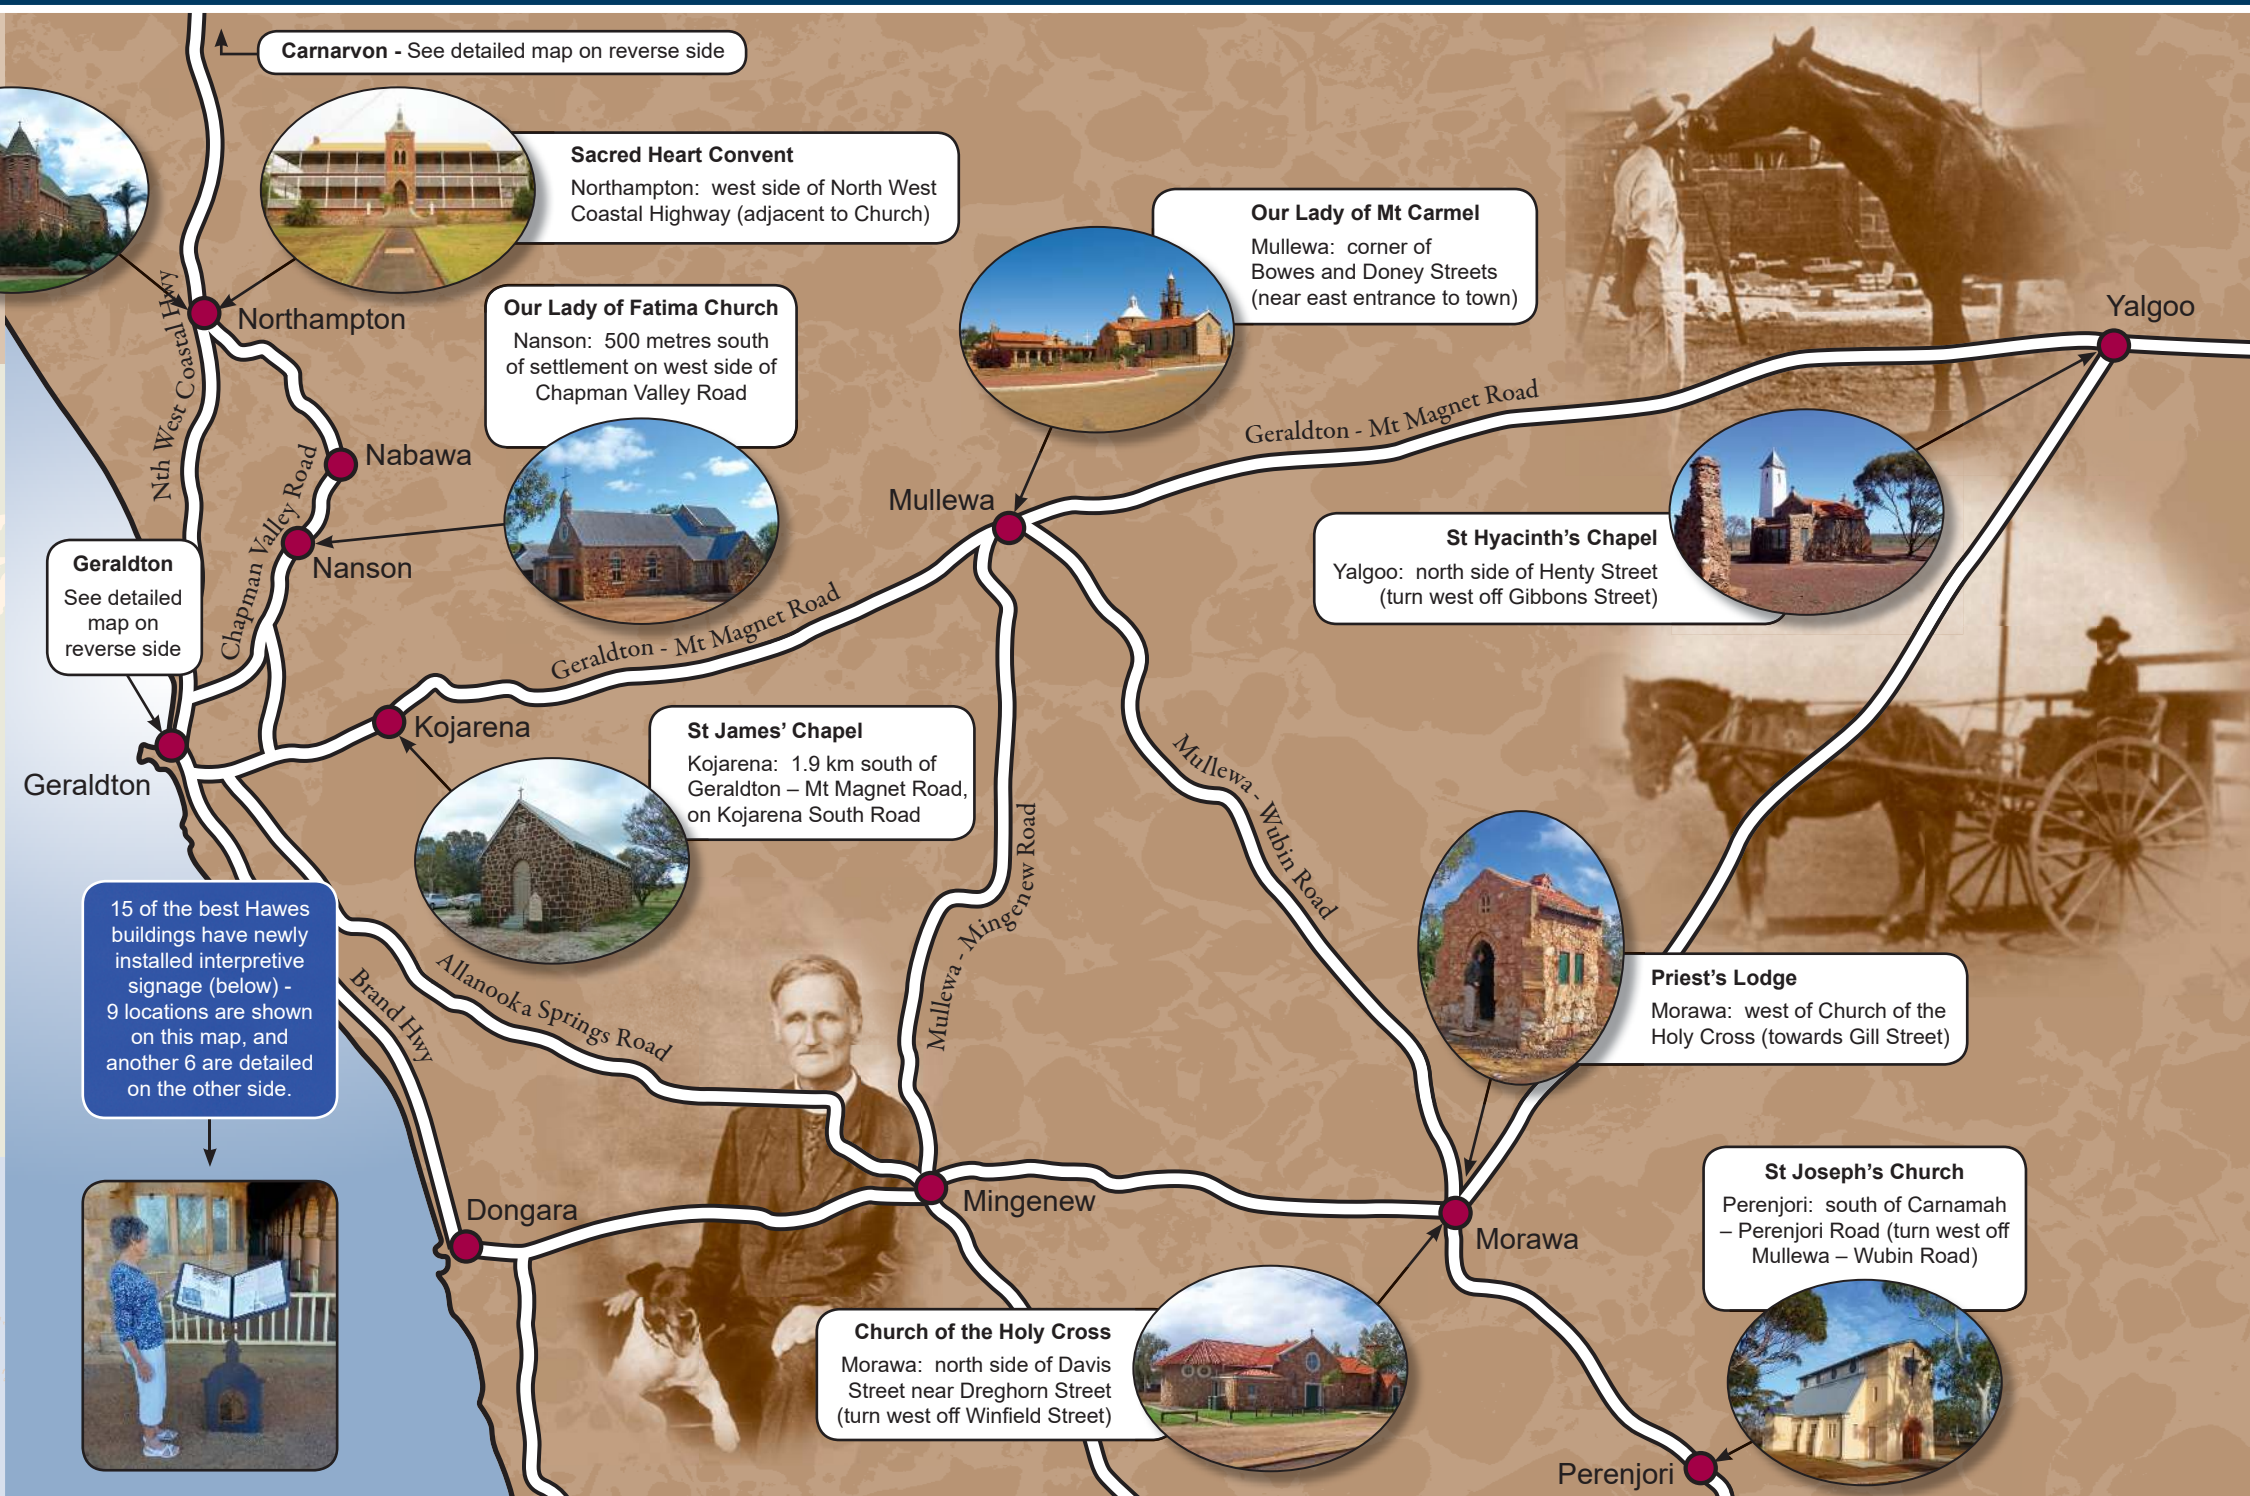 Carnarvon - See detailed map on reverse side
Sacred Heart Convent
Northampton: west side of North West
Coastal Highway (adjacent to Church)
Our Lady of Mt Carmel
Mullewa: corner of
Bowes and Doney Streets
(near east entrance to town)
Yalgoo
Northampton
Nth West Coastal Hwy
Our Lady of Fatima Church
Nanson: 500 metres south
of settlement on west side of
Chapman Valley Road
Geraldton - Mt Magnet Road
Nabawa
Mullewa
Chapman Valley Road
Nanson
St Hyacinth's Chapel
Yalgoo: north side of Henty Street
(turn west off Gibbons Street)
Geraldton
See detailed
map on
reverse side
Geraldton - Mt Magnet Road
Kojarena
St James' Chapel
Kojarena: 1.9 km south of
Geraldton – Mt Magnet Road,
on Kojarena South Road
Geraldton
Mullewa - Wubin Road
Mullewa - Mingenew Road
15 of the best Hawes
buildings have newly
installed interpretive
signage (below) -
9 locations are shown
on this map, and
another 6 are detailed
on the other side.
Allanooka Springs Road
Brand Hwy
Priest's Lodge
Morawa: west of Church of the
Holy Cross (towards Gill Street)
Dongara
Mingenew
Morawa
St Joseph's Church
Perenjori: south of Carnamah
– Perenjori Road (turn west off
Mullewa – Wubin Road)
Church of the Holy Cross
Morawa: north side of Davis
Street near Dreghorn Street
(turn west off Winfield Street)
Perenjori